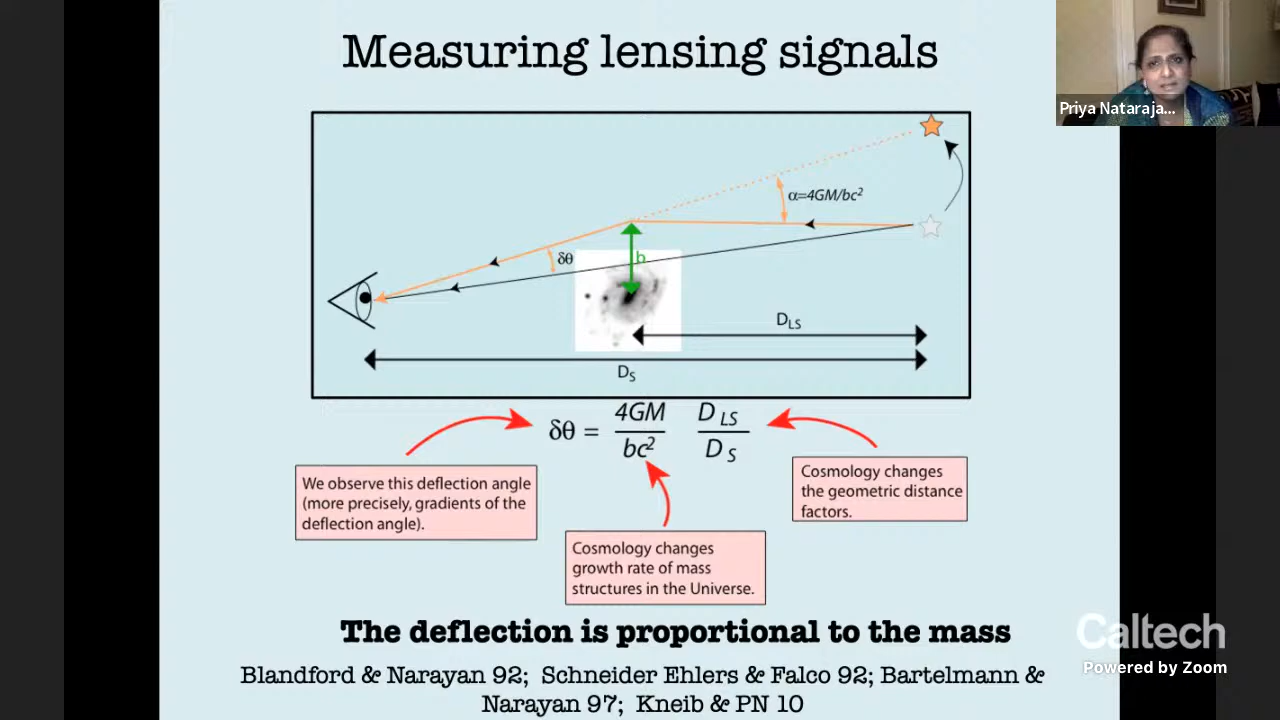 Measuring lensing signals
Priya Nataraja...
α=4GM/bc²
δθ
b
D_LS
D_S
δθ = 4GM/bc² D_LS/D_S
We observe this deflection angle
(more precisely, gradients of the
deflection angle).
Cosmology changes
the geometric distance
factors.
Cosmology changes
growth rate of mass
structures in the Universe.
The deflection is proportional to the mass
Blandford & Narayan 92; Schneider Ehlers & Falco 92; Bartelmann &
Narayan 97; Kneib & PN 10
Caltech
Powered by Zoom